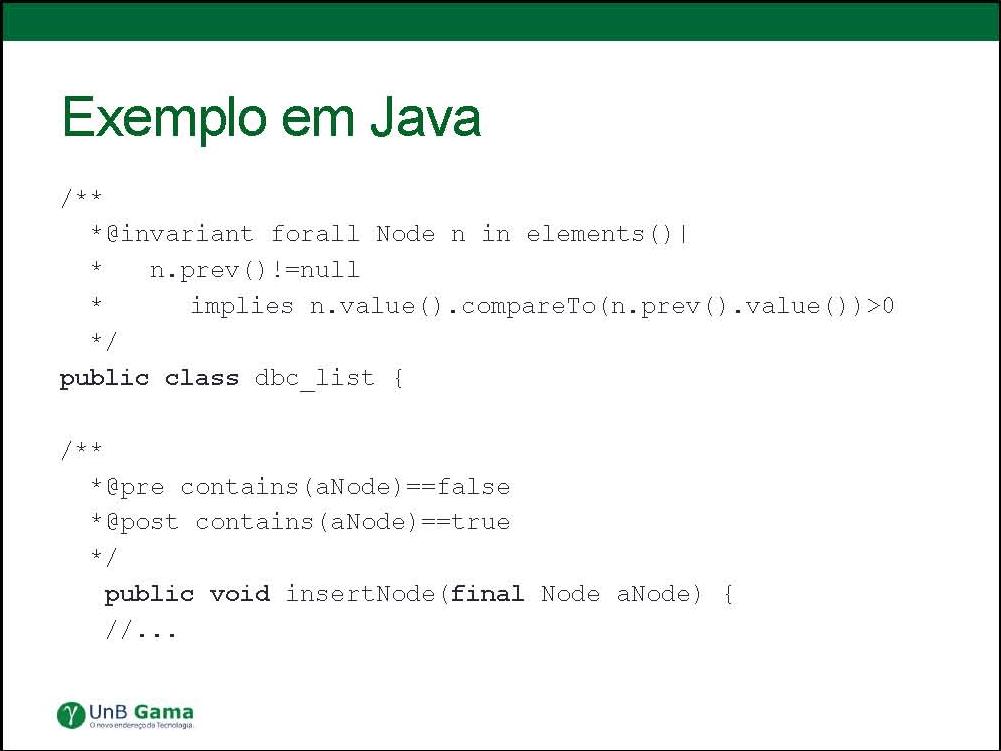 Exemplo em Java
/**
*@invariant forall Node n in elements()|
* n.prev()!=null
* implies n.value().compareTo(n.prev().value())>0
*/
public class dbc_list {
/**
*@pre contains(aNode)==false
*@post contains(aNode)==true
*/
public void insertNode(final Node aNode) {
//...
UnB Gama
O novo endereço da Tecnologia.